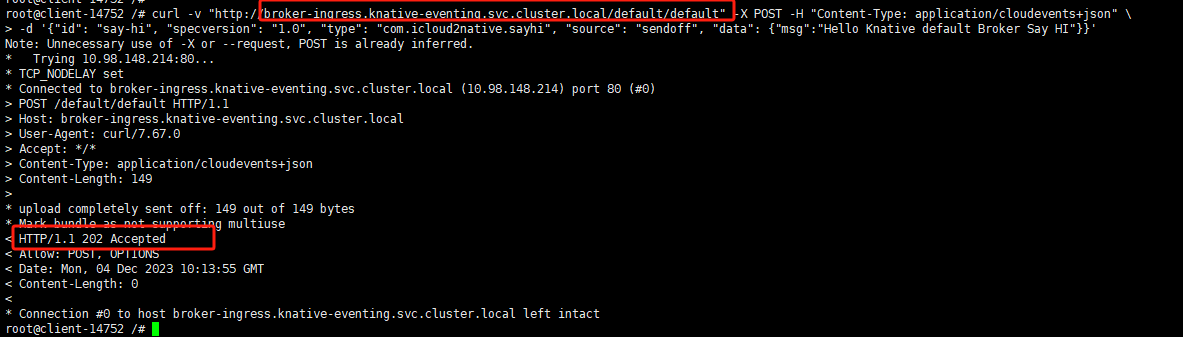 root@client-14752 /#
root@client-14752 /# curl -v "http://broker-ingress.knative-eventing.svc.cluster.local/default/default" -X POST -H "Content-Type: application/cloudevents+json" \
> -d '{"id": "say-hi", "specversion": "1.0", "type": "com.icloud2native.sayhi", "source": "sendoff", "data": {"msg":"Hello Knative default Broker Say HI"}}'
Note: Unnecessary use of -X or --request, POST is already inferred.
*   Trying 10.98.148.214:80...
* TCP_NODELAY set
* Connected to broker-ingress.knative-eventing.svc.cluster.local (10.98.148.214) port 80 (#0)
> POST /default/default HTTP/1.1
> Host: broker-ingress.knative-eventing.svc.cluster.local
> User-Agent: curl/7.67.0
> Accept: */*
> Content-Type: application/cloudevents+json
> Content-Length: 149
>
* upload completely sent off: 149 out of 149 bytes
* Mark bundle as not supporting multiuse
< HTTP/1.1 202 Accepted
< Allow: POST, OPTIONS
< Date: Mon, 04 Dec 2023 10:13:55 GMT
< Content-Length: 0
<
* Connection #0 to host broker-ingress.knative-eventing.svc.cluster.local left intact
root@client-14752 /#